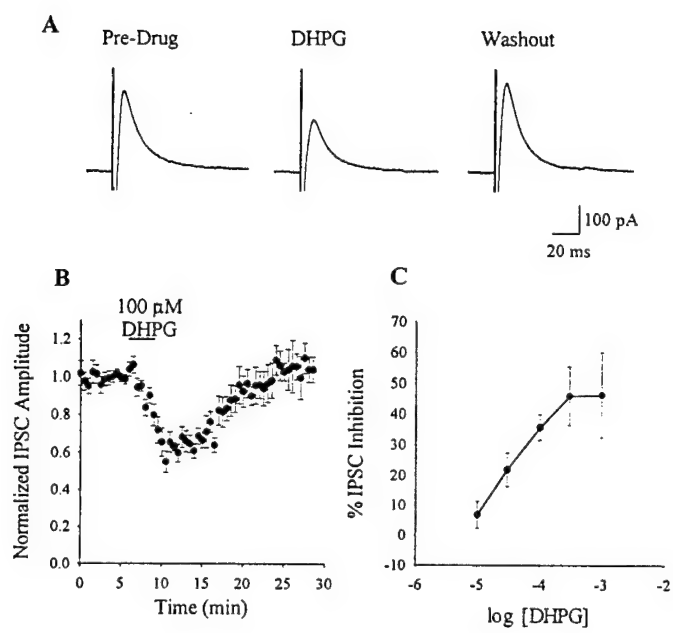 A
Pre-Drug
DHPG
Washout
100 pA
20 ms
B
100 µM
DHPG
Normalized IPSC Amplitude
1.2
1.0
0.8
0.6
0.4
0.2
0.0
0
5
10
15
20
25
30
Time (min)
C
% IPSC Inhibition
70
60
50
40
30
20
10
0
-10
-6
-5
-4
-3
-2
log [DHPG]